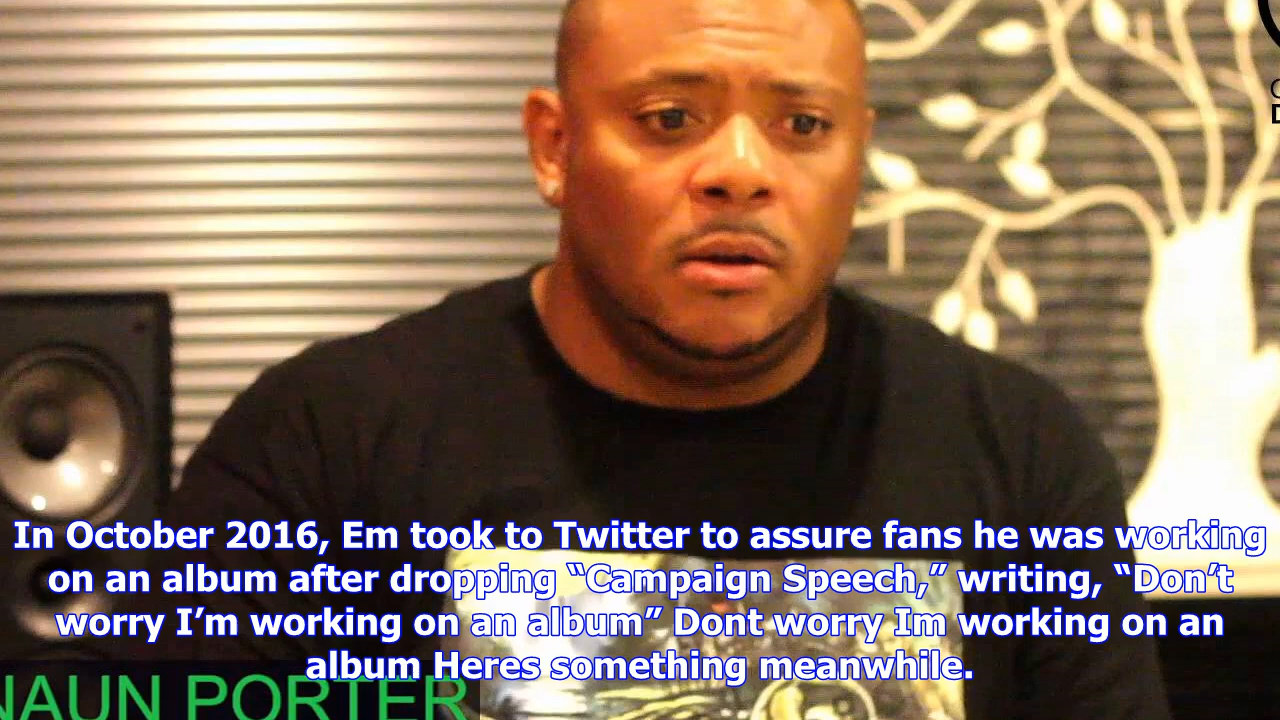 In October 2016, Em took to Twitter to assure fans he was working
on an album after dropping “Campaign Speech,” writing, “Don’t
worry I’m working on an album” Dont worry Im working on an
album Heres something meanwhile.
NAUN PORTER